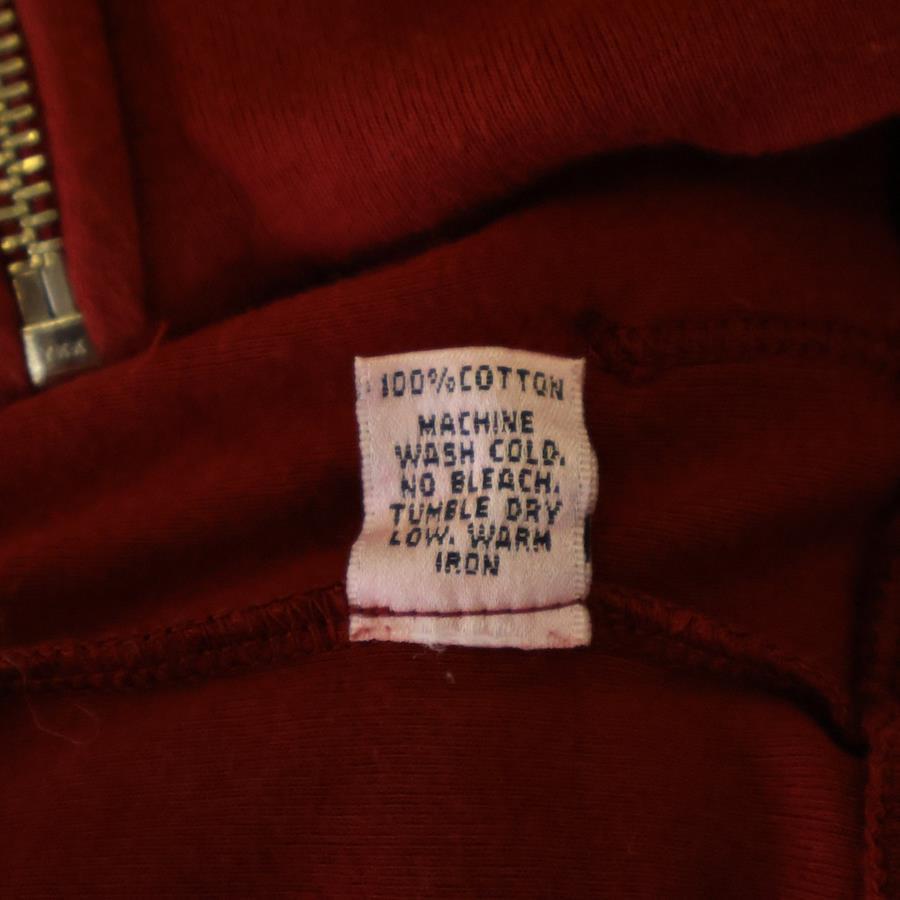 100%COTTON
MACHINE
WASH COLD.
NO BLEACH.
TUMBLE DRY
LOW. WARM
IRON